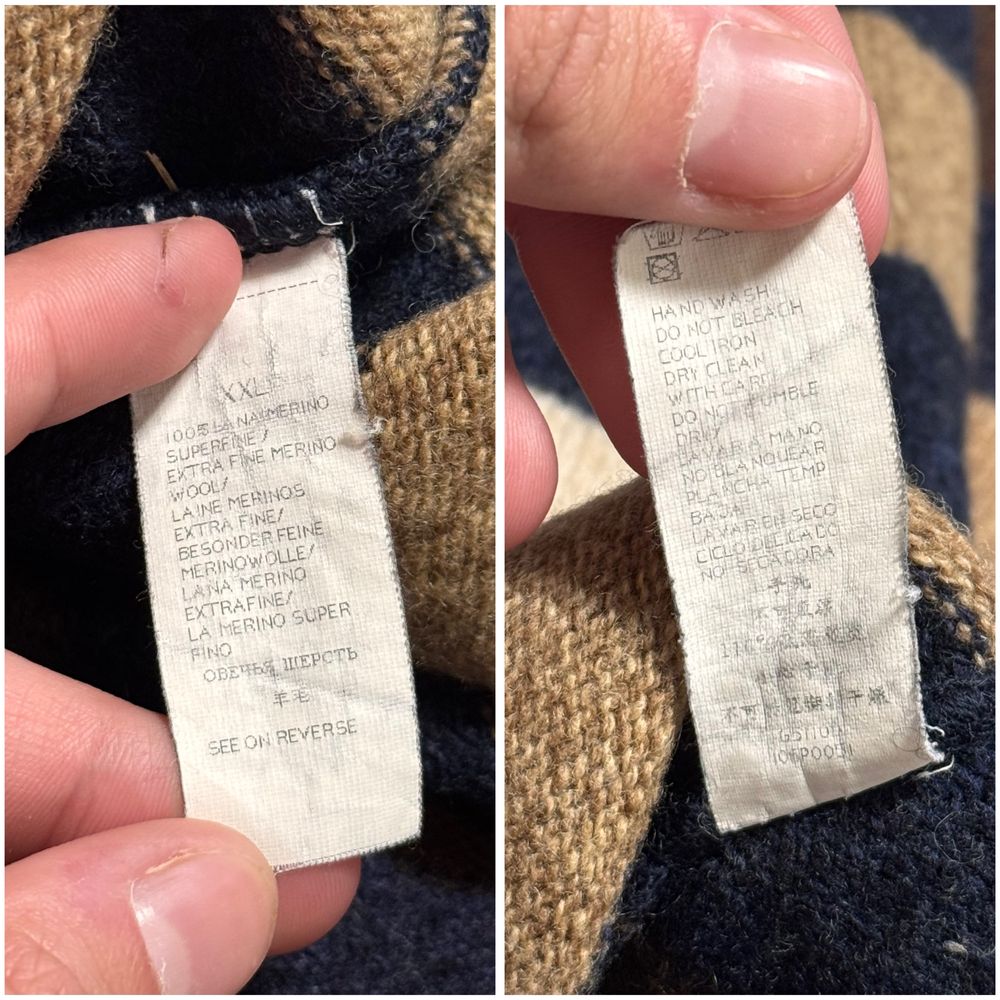 XXL
100% LANA MERINO
SUPERFINE/
EXTRA FINE MERINO
WOOL/
LAINE MERINOS
EXTRA FINE/
BESONDER FEINE
MERINOWOLLE/
LANA MERINO
EXTRAFINE/
LA MERINO SUPER
FINO
ОВЕЧЬЯ ШЕРСТЬ
羊毛
SEE ON REVERSE
HAND WASH
DO NOT BLEACH
COOL IRON
DRY CLEAN
WITH CARE
DO NOT TUMBLE
DRY
LAVAR A MANO
NO BLANQUEAR
PLANCHA TEMP
BAJA
LAVAR EN SECO
CICLO DELICADO
NO SECADORA
手洗